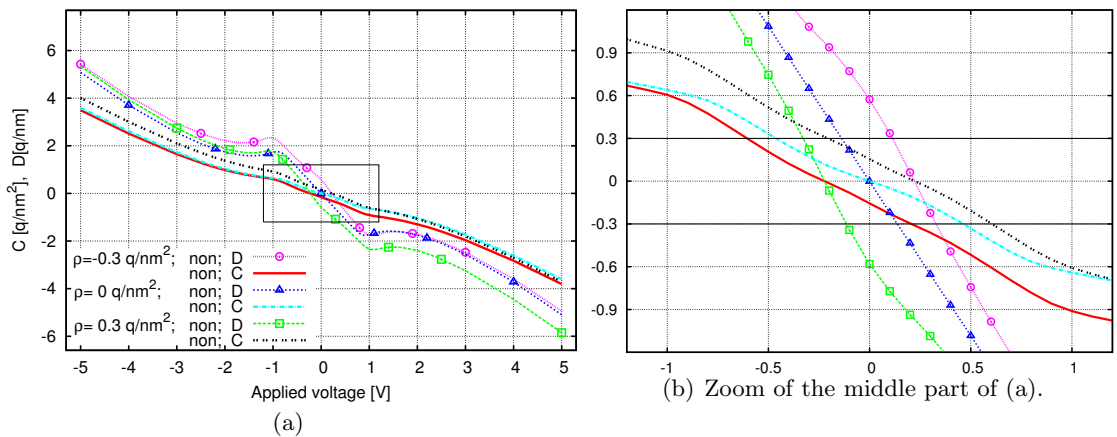 6
4
2
0
-2
-4
-6
C [q/nm²], D[q/nm]
ρ=-0.3 q/nm²; non; D
non; C
ρ= 0 q/nm²; non; D
non; C
ρ= 0.3 q/nm²; non; D
non; C
-5 -4 -3 -2 -1 0 1 2 3 4 5
Applied voltage [V]
(a)
0.9
0.6
0.3
0
-0.3
-0.6
-0.9
-1 -0.5 0 0.5 1
(b) Zoom of the middle part of (a).